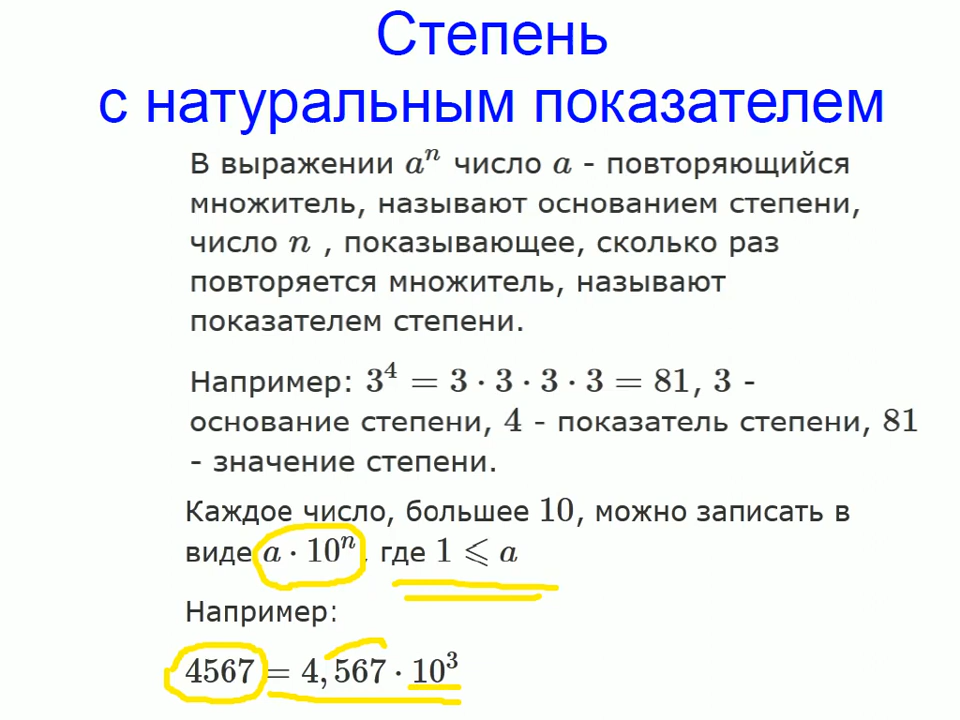 Степень
с натуральным показателем
В выражении aⁿ число a - повторяющийся
множитель, называют основанием степени,
число n , показывающее, сколько раз
повторяется множитель, называют
показателем степени.
Например: 3⁴ = 3 · 3 · 3 · 3 = 81, 3 -
основание степени, 4 - показатель степени, 81
- значение степени.
Каждое число, большее 10, можно записать в
виде a · 10ⁿ, где 1 ⩽ a
Например:
4567 = 4, 567 · 10³